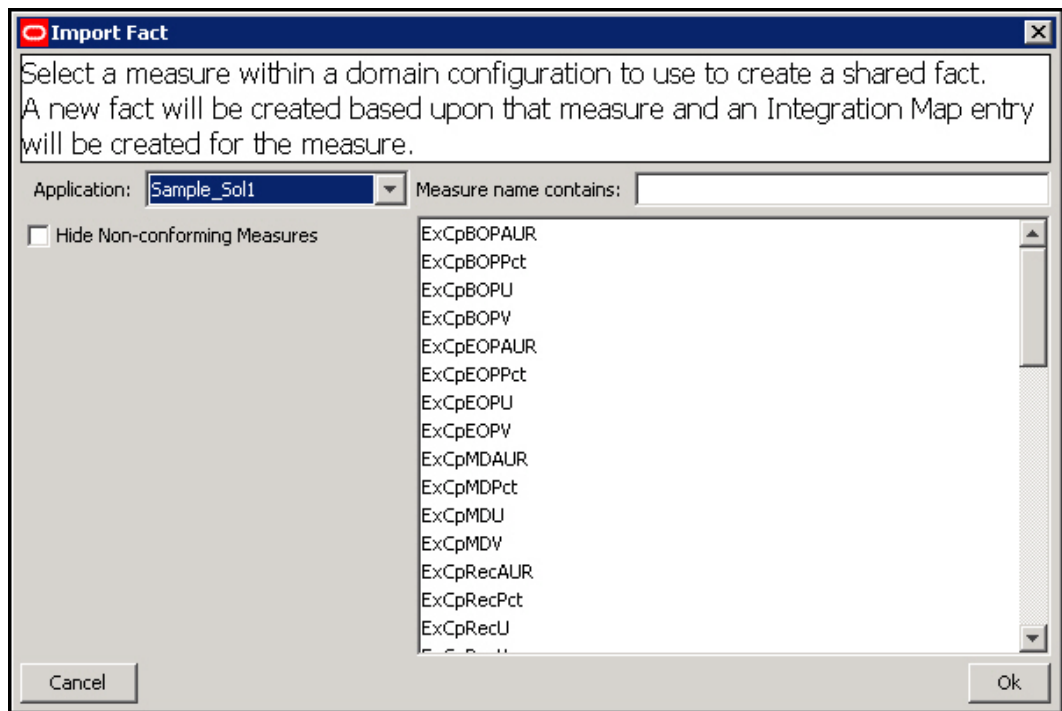 Import Fact
Select a measure within a domain configuration to use to create a shared fact.
A new fact will be created based upon that measure and an Integration Map entry
will be created for the measure.
Application: Sample_Sol1 Measure name contains:
Hide Non-conforming Measures
ExCpBOPAUR
ExCpBOPPct
ExCpBOPU
ExCpBOPV
ExCpEOPAUR
ExCpEOPPct
ExCpEOPU
ExCpEOPV
ExCpMDAUR
ExCpMDPct
ExCpMDU
ExCpMDV
ExCpRecAUR
ExCpRecPct
ExCpRecU
Cancel
Ok